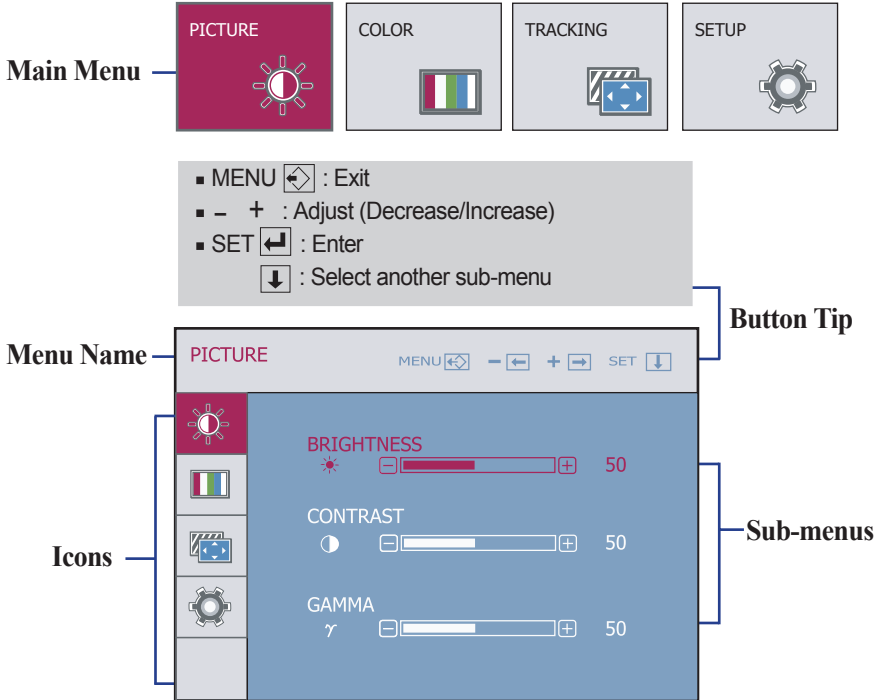 PICTURE COLOR TRACKING SETUP
Main Menu
▪ MENU : Exit
▪ – + : Adjust (Decrease/Increase)
▪ SET : Enter
: Select another sub-menu
Button Tip
Menu Name
PICTURE MENU – + SET
BRIGHTNESS
50
CONTRAST
50
Sub-menus
Icons
GAMMA
γ 50